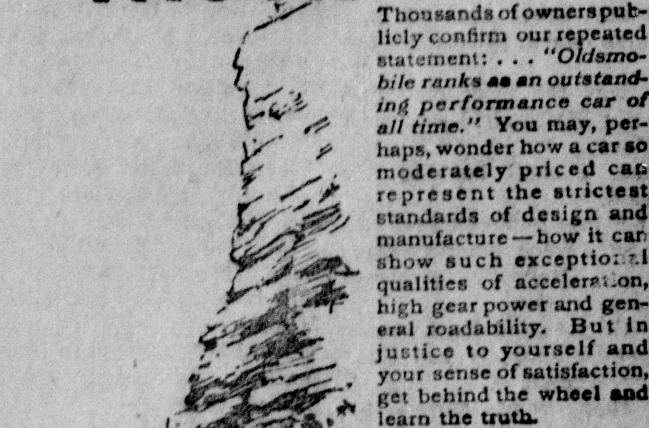 Thousands of owners pub-
licly confirm our repeated
statement: . . . "Oldsmo-
bile ranks as an outstand-
ing performance car of
all time." You may, per-
haps, wonder how a car so
moderately priced can
represent the strictest
standards of design and
manufacture—how it can
show such exceptional
qualities of acceleration,
high gear power and gen-
eral roadability. But in
justice to yourself and
your sense of satisfaction,
get behind the wheel and
learn the truth.